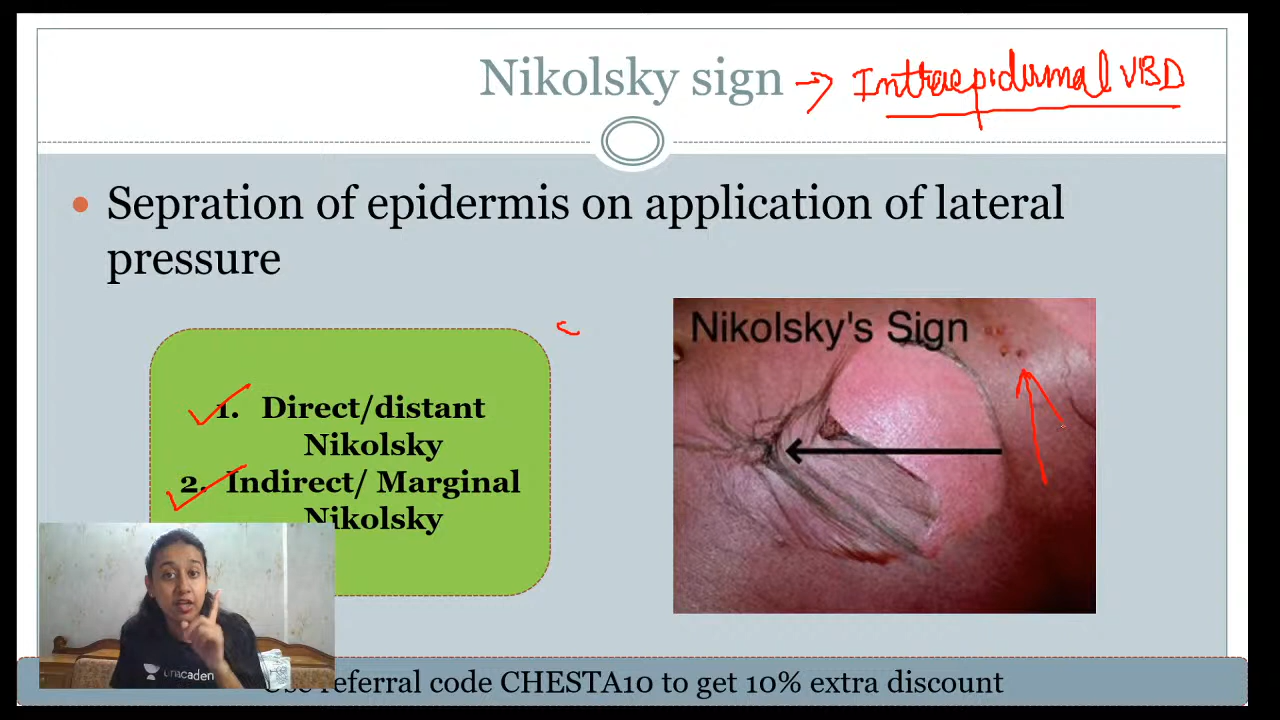 Nikolsky sign → Intraepidermal VBD
• Sepration of epidermis on application of lateral
pressure
1. Direct/distant
Nikolsky
2. Indirect/ Marginal
Nikolsky
Nikolsky's Sign
unacaden
referral code CHESTA10 to get 10% extra discount